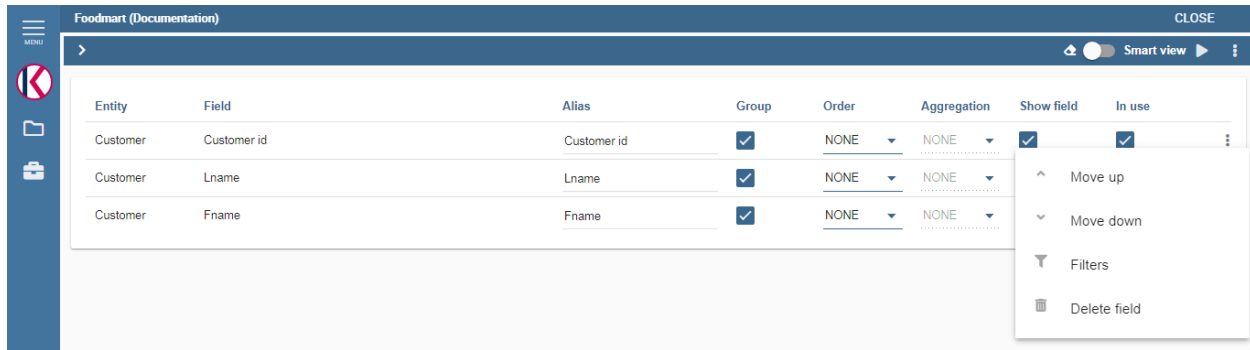 Foodmart (Documentation) CLOSE
MENU
Smart view
Entity Field Alias Group Order Aggregation Show field In use
Customer Customer id Customer id NONE NONE
Customer Lname Lname NONE NONE
Customer Fname Fname NONE NONE
Move up
Move down
Filters
Delete field